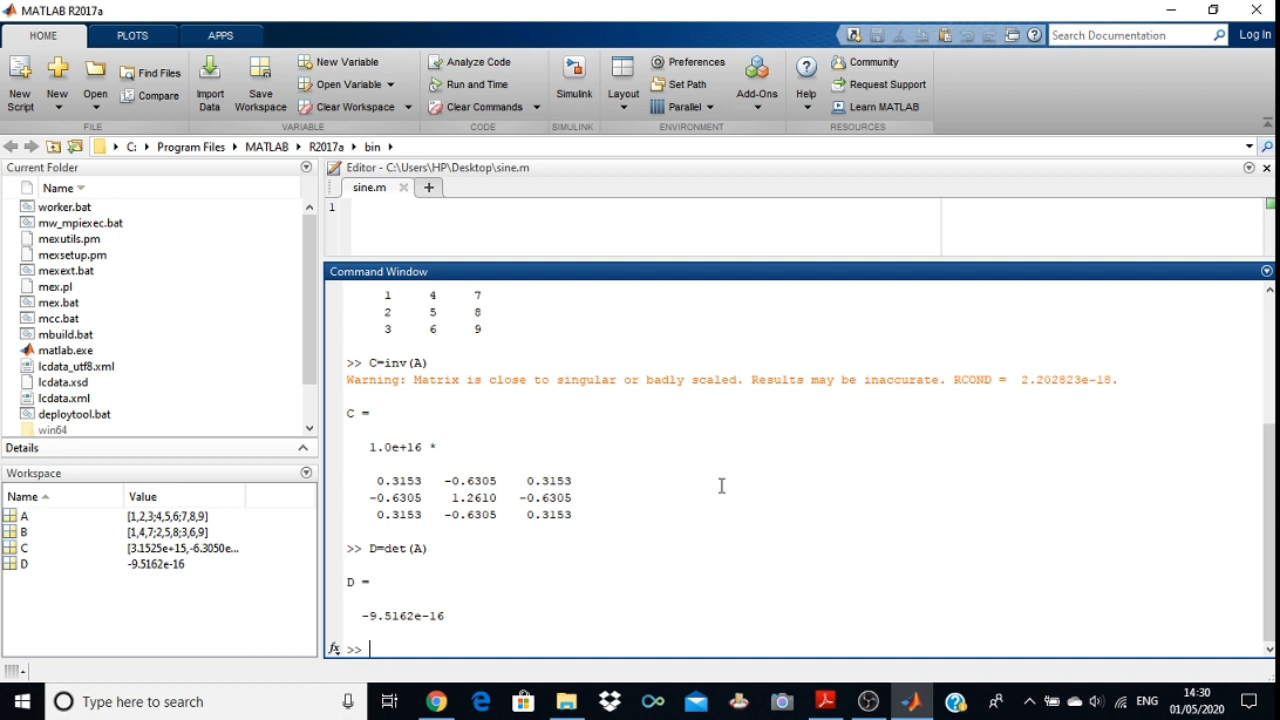 MATLAB R2017a
HOME PLOTS APPS
Search Documentation
Log In
New Script
New
Open
Find Files
Compare
Import Data
Save Workspace
New Variable
Open Variable
Clear Workspace
Analyze Code
Run and Time
Clear Commands
Simulink
Layout
Preferences
Set Path
Parallel
Add-Ons
Help
Community
Request Support
Learn MATLAB
FILE VARIABLE CODE SIMULINK ENVIRONMENT RESOURCES
C: Program Files MATLAB R2017a bin
Current Folder
Name
worker.bat
mw_mpiexec.bat
mexutils.pm
mexsetup.pm
mexext.bat
mex.pl
mex.bat
mcc.bat
mbuild.bat
matlab.exe
lcdata_utf8.xml
lcdata.xsd
lcdata.xml
deploytool.bat
win64
Details
Workspace
Name Value
A [1,2,3;4,5,6;7,8,9]
B [1,4,7;2,5,8;3,6,9]
C [3.1525e+15,-6.3050e...
D -9.5162e-16
Editor - C:\Users\HP\Desktop\sine.m
sine.m
1
Command Window
1 4 7
2 5 8
3 6 9
>> C=inv(A)
Warning: Matrix is close to singular or badly scaled. Results may be inaccurate. RCOND = 2.202823e-18.
C =
1.0e+16 *
0.3153 -0.6305 0.3153
-0.6305 1.2610 -0.6305
0.3153 -0.6305 0.3153
>> D=det(A)
D =
-9.5162e-16
fx >>
Type here to search
ENG
14:30
01/05/2020